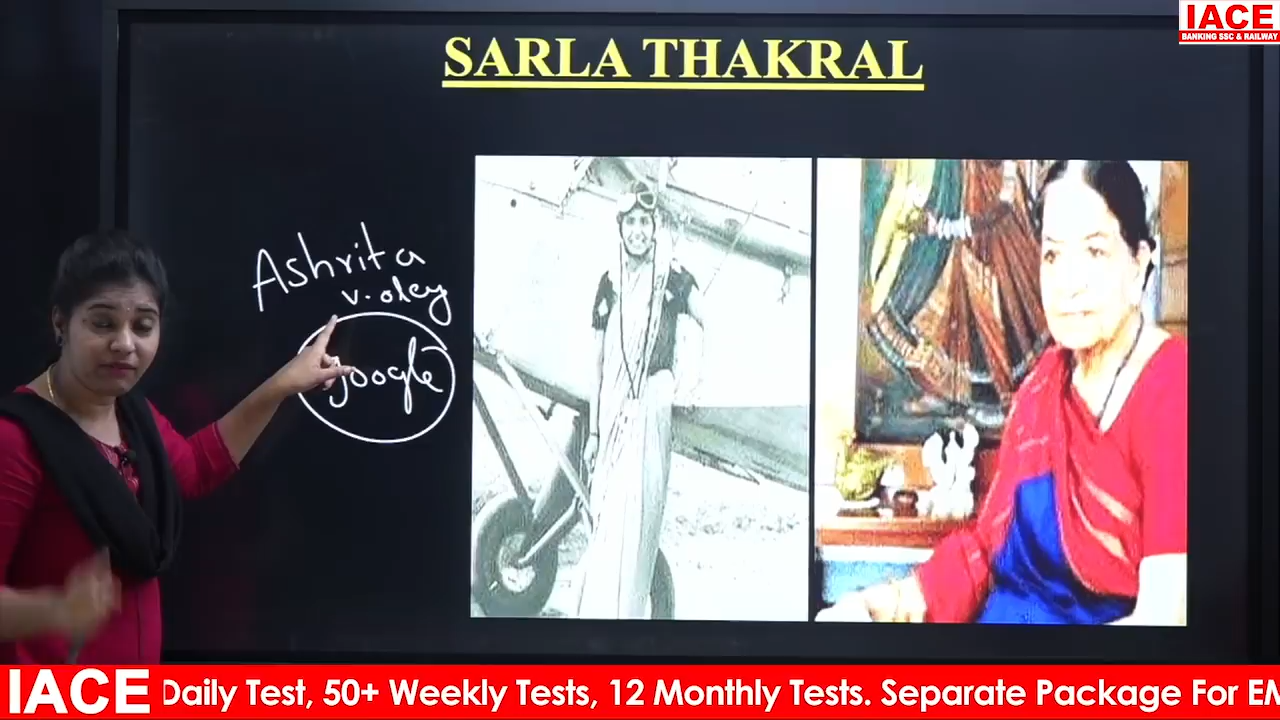 IACE
BANKING SSC & RAILWAY
SARLA THAKRAL
Ashrita
V. oley
google
IACE Daily Test, 50+ Weekly Tests, 12 Monthly Tests. Separate Package For EM